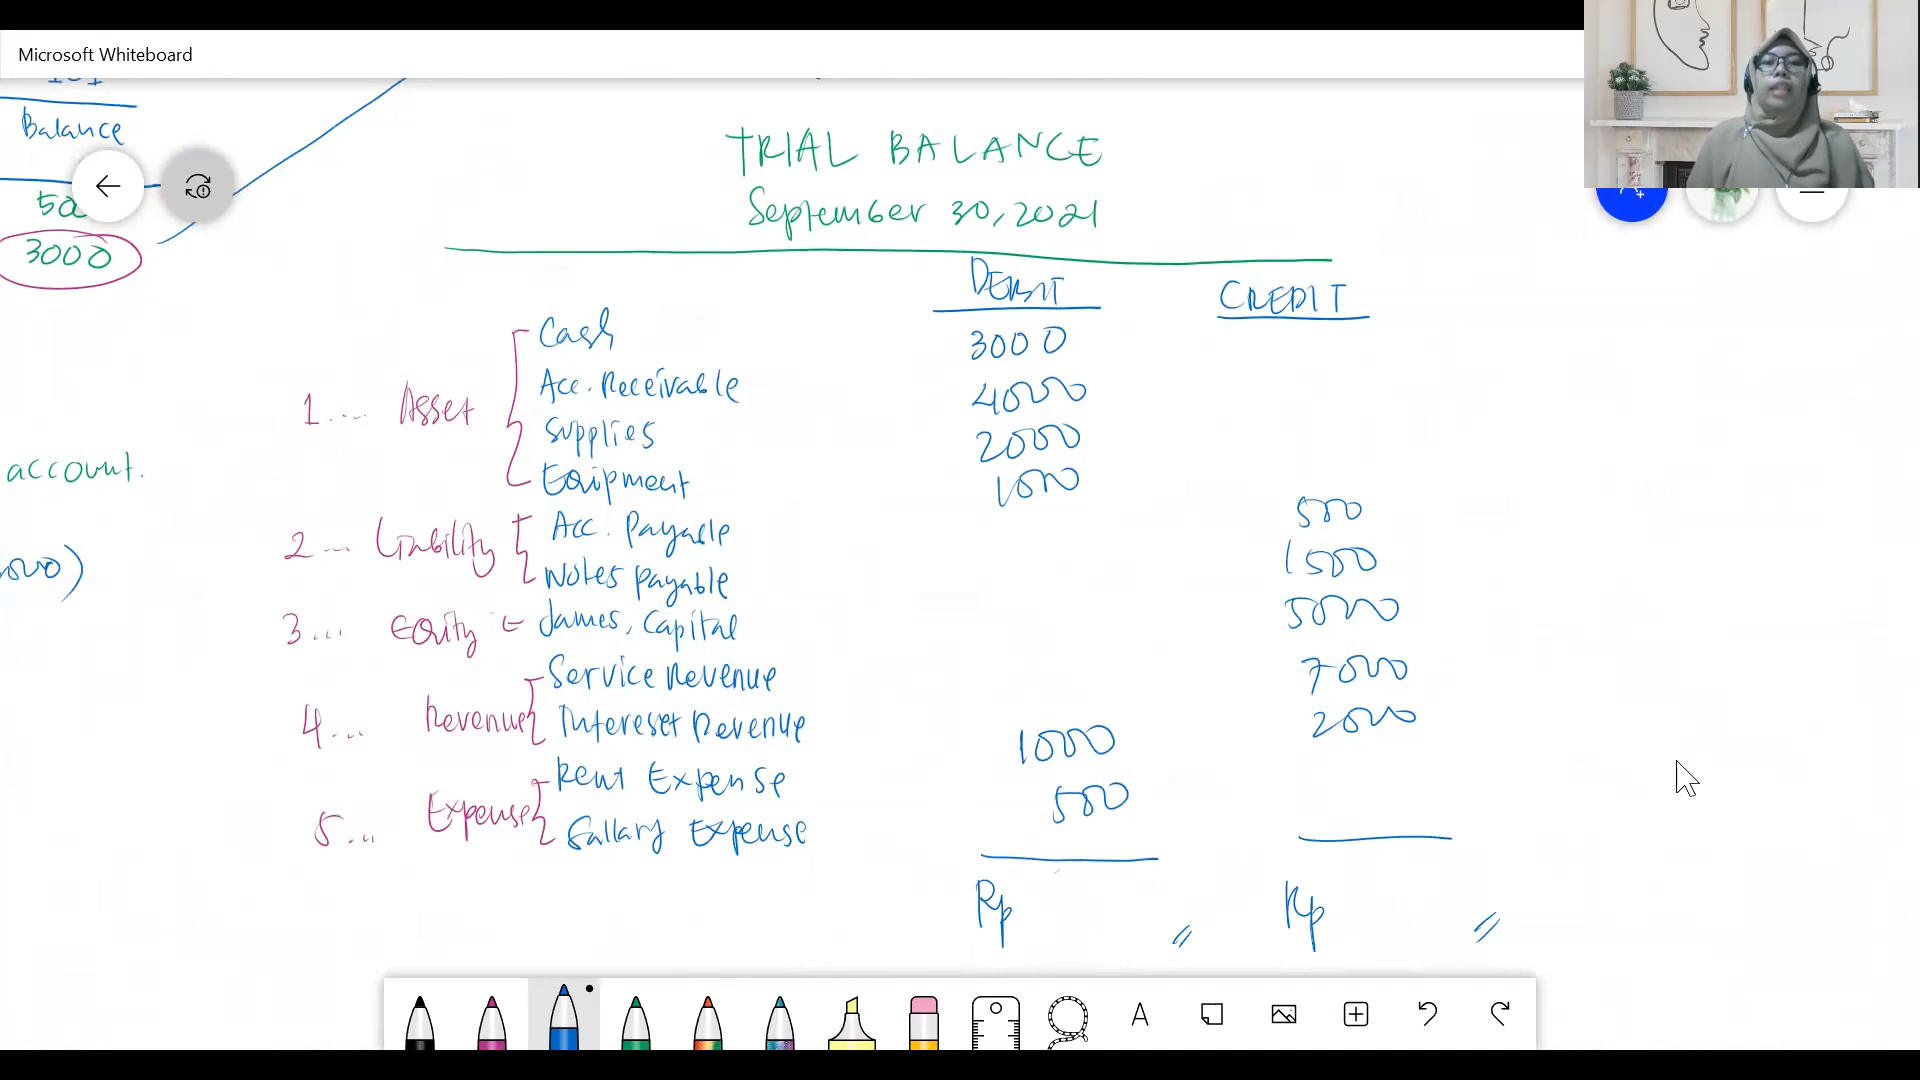 Microsoft Whiteboard
Balance
3000
account.
TRIAL BALANCE
September 30, 2021
DEBIT CREDIT
Cash 3000
1.... Asset Acc. Receivable 4000
Supplies 2000
Equipment 1000
2... Liability Acc. Payable 500
Notes payable 1500
3... Equity James, Capital 5000
Service Revenue 7000
4... Revenue Intereset Revenue 2000
Rent Expense 1000
5... Expense Sallary Expense 500
Rp Rp
A